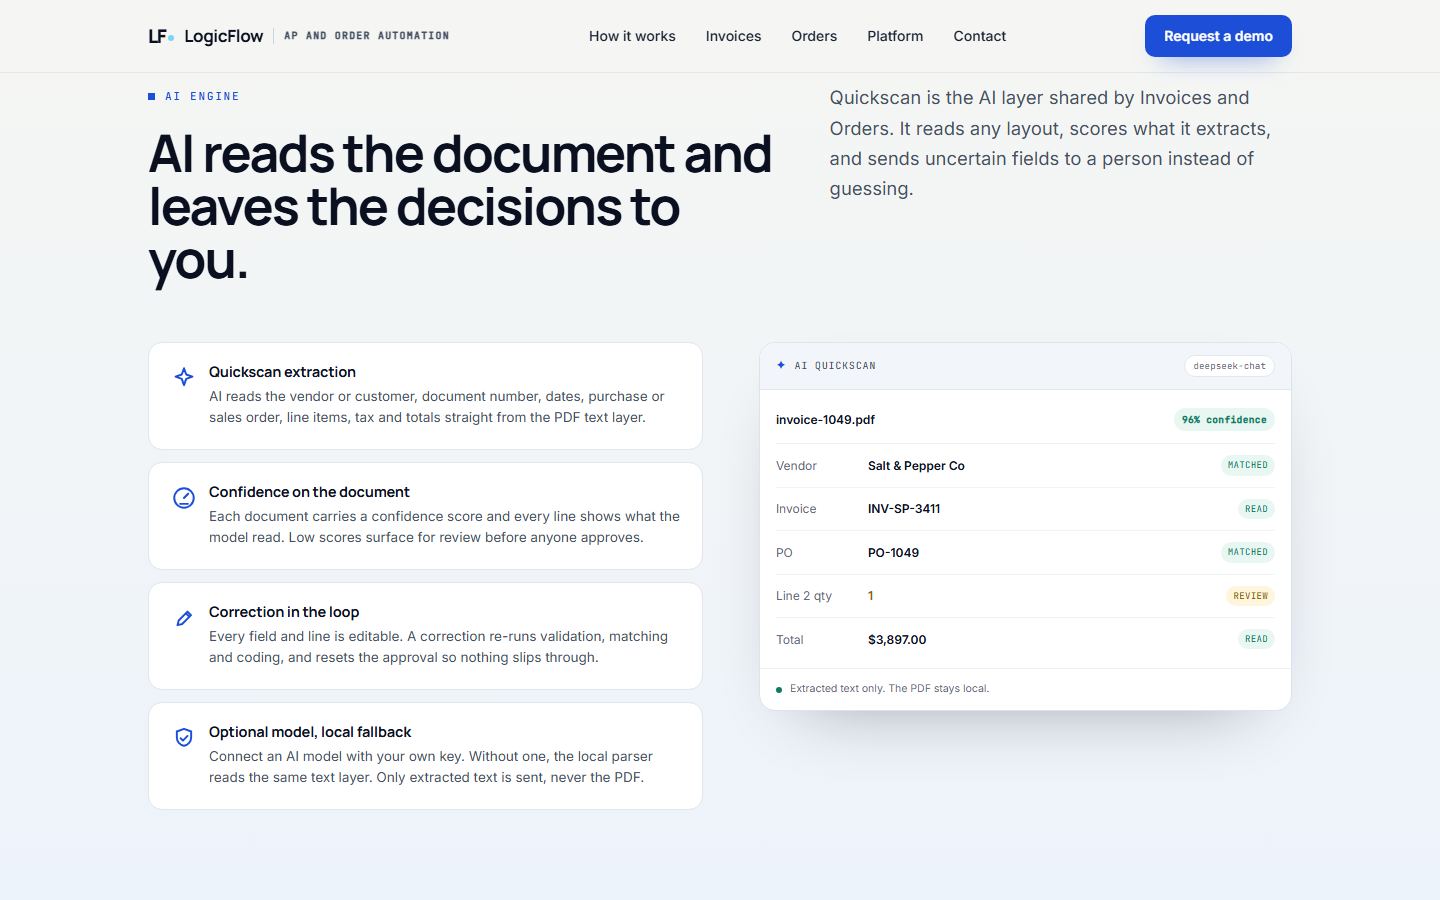 LF LogicFlow AP AND ORDER AUTOMATION How it works Invoices Orders Platform Contact Request a demo
AI ENGINE
AI reads the document and
leaves the decisions to
you.
Quickscan is the AI layer shared by Invoices and
Orders. It reads any layout, scores what it extracts,
and sends uncertain fields to a person instead of
guessing.
Quickscan extraction
AI reads the vendor or customer, document number, dates, purchase or
sales order, line items, tax and totals straight from the PDF text layer.
Confidence on the document
Each document carries a confidence score and every line shows what the
model read. Low scores surface for review before anyone approves.
Correction in the loop
Every field and line is editable. A correction re-runs validation, matching
and coding, and resets the approval so nothing slips through.
Optional model, local fallback
Connect an AI model with your own key. Without one, the local parser
reads the same text layer. Only extracted text is sent, never the PDF.
AI QUICKSCAN deepseek-chat
invoice-1049.pdf 96% confidence
Vendor Salt & Pepper Co MATCHED
Invoice INV-SP-3411 READ
PO PO-1049 MATCHED
Line 2 qty 1 REVIEW
Total $3,897.00 READ
Extracted text only. The PDF stays local.